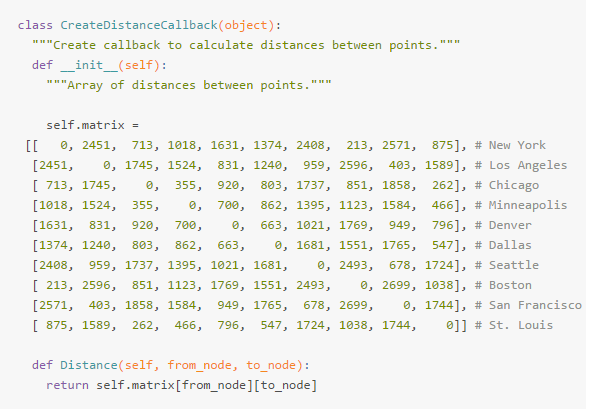 class CreateDistanceCallback(object):
  """Create callback to calculate distances between points."""
  def __init__(self):
    """Array of distances between points."""

    self.matrix =
 [[   0, 2451,  713, 1018, 1631, 1374, 2408,  213, 2571,  875], # New York
  [2451,    0, 1745, 1524,  831, 1240,  959, 2596,  403, 1589], # Los Angeles
  [ 713, 1745,    0,  355,  920,  803, 1737,  851, 1858,  262], # Chicago
  [1018, 1524,  355,    0,  700,  862, 1395, 1123, 1584,  466], # Minneapolis
  [1631,  831,  920,  700,    0,  663, 1021, 1769,  949,  796], # Denver
  [1374, 1240,  803,  862,  663,    0, 1681, 1551, 1765,  547], # Dallas
  [2408,  959, 1737, 1395, 1021, 1681,    0, 2493,  678, 1724], # Seattle
  [ 213, 2596,  851, 1123, 1769, 1551, 2493,    0, 2699, 1038], # Boston
  [2571,  403, 1858, 1584,  949, 1765,  678, 2699,    0, 1744], # San Francisco
  [ 875, 1589,  262,  466,  796,  547, 1724, 1038, 1744,    0]] # St. Louis

  def Distance(self, from_node, to_node):
    return self.matrix[from_node][to_node]